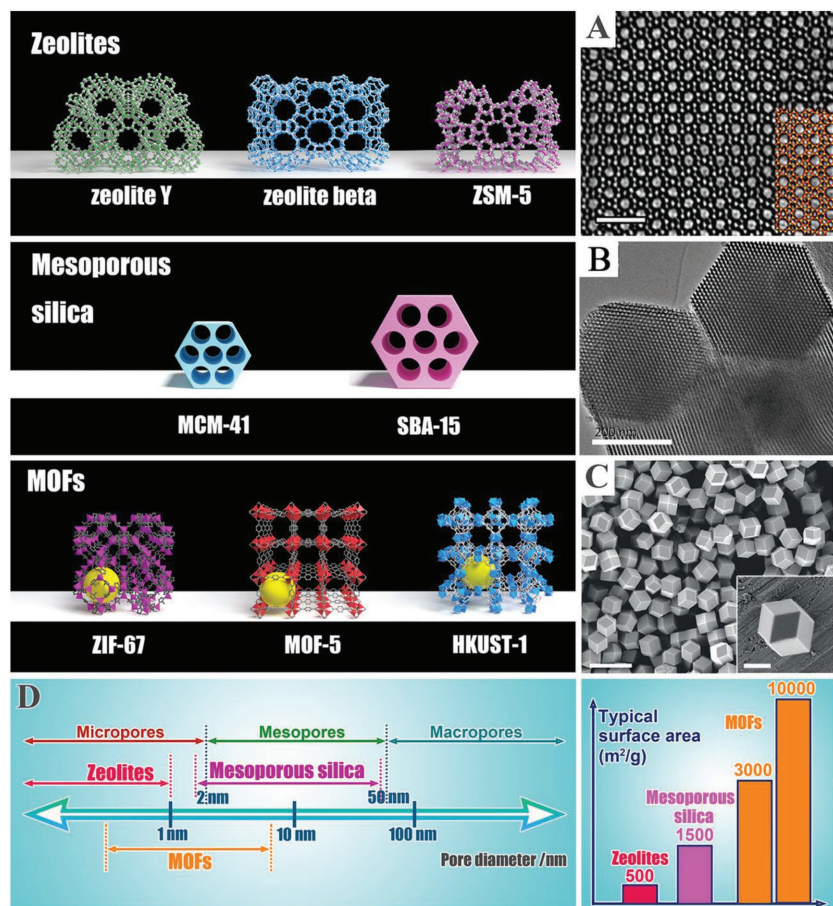 Zeolites
zeolite Y
zeolite beta
ZSM-5
A
Mesoporous
silica
MCM-41
SBA-15
B
200 nm
MOFs
ZIF-67
MOF-5
HKUST-1
C
D
Micropores
Mesopores
Macropores
Zeolites
Mesoporous silica
2 nm
50 nm
1 nm
10 nm
100 nm
MOFs
Pore diameter /nm
Typical
surface area
(m²/g)
Zeolites
500
Mesoporous
silica
1500
MOFs
3000
10000